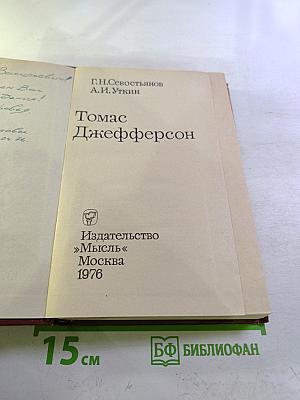 Г.Н.Севостьянов
А.И.Уткин
Томас
Джефферсон
Издательство
„Мысль“
Москва
1976
15 см
БФ БИБЛИОФАН